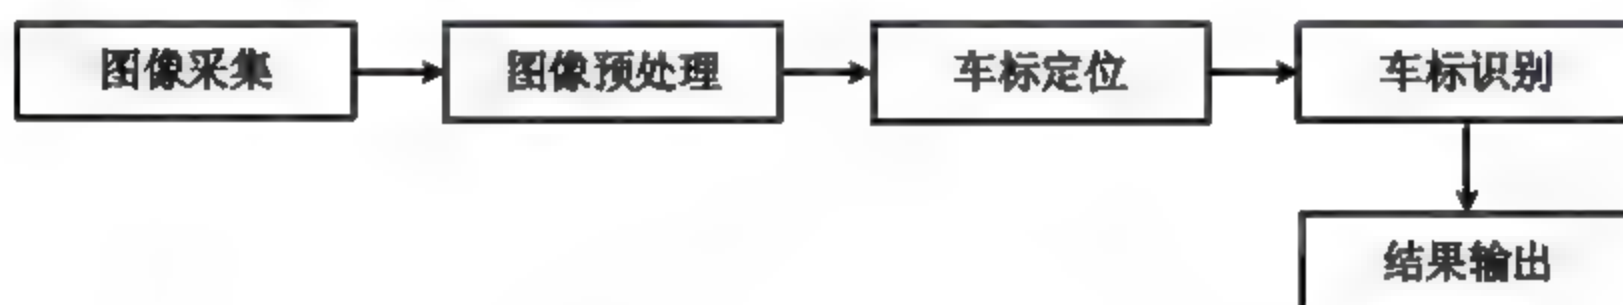 图像采集
图像预处理
车标定位
车标识别
结果输出